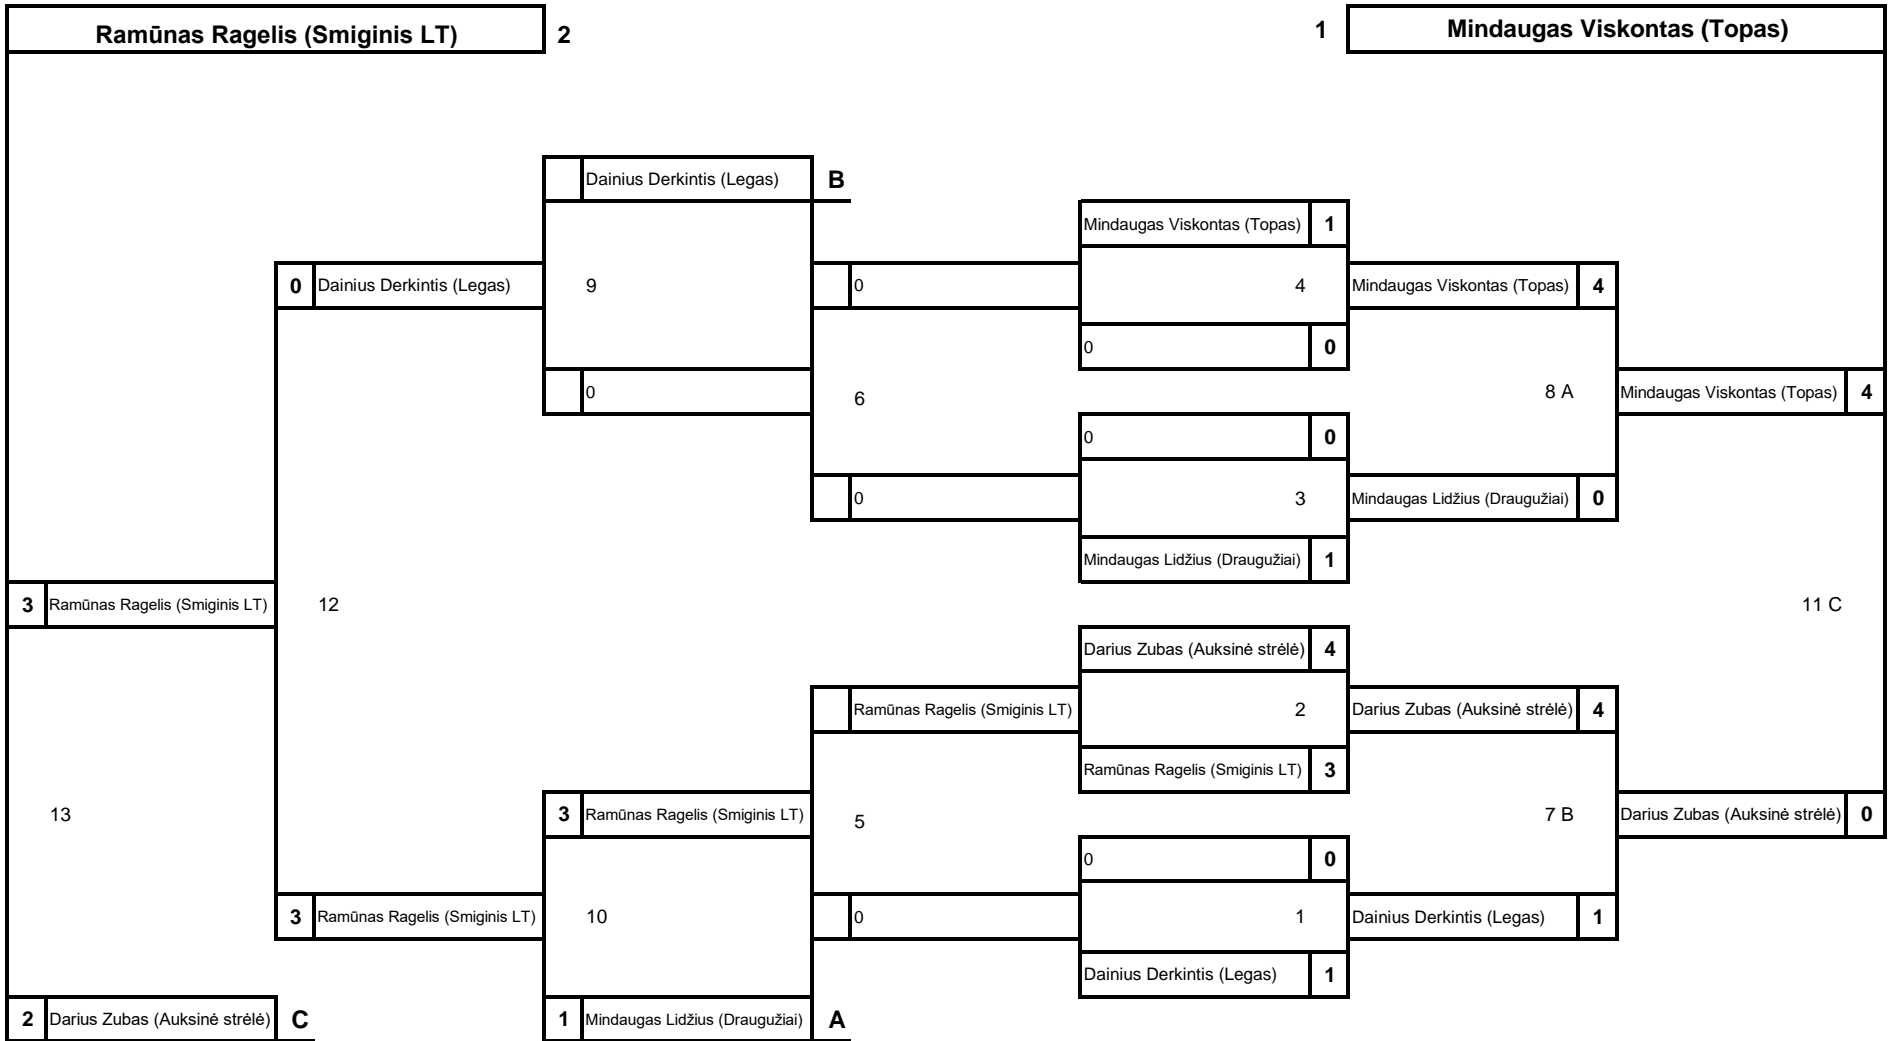 Ramūnas Ragelis (Smiginis LT) 2 1 Mindaugas Viskontas (Topas)
Dainius Derkintis (Legas) B
Mindaugas Viskontas (Topas) 1
0 Dainius Derkintis (Legas) 9 0 4 Mindaugas Viskontas (Topas) 4
0 0
0 6 8 A Mindaugas Viskontas (Topas) 4
0 0
0 3 Mindaugas Lidžius (Draugužiai) 0
Mindaugas Lidžius (Draugužiai) 1
3 Ramūnas Ragelis (Smiginis LT) 12 11 C
Darius Zubas (Auksinė strėlė) 4
Ramūnas Ragelis (Smiginis LT) 2 Darius Zubas (Auksinė strėlė) 4
Ramūnas Ragelis (Smiginis LT) 3
13 3 Ramūnas Ragelis (Smiginis LT) 5 7 B Darius Zubas (Auksinė strėlė) 0
0 0
3 Ramūnas Ragelis (Smiginis LT) 10 0 1 Dainius Derkintis (Legas) 1
Dainius Derkintis (Legas) 1
2 Darius Zubas (Auksinė strėlė) C 1 Mindaugas Lidžius (Draugužiai) A